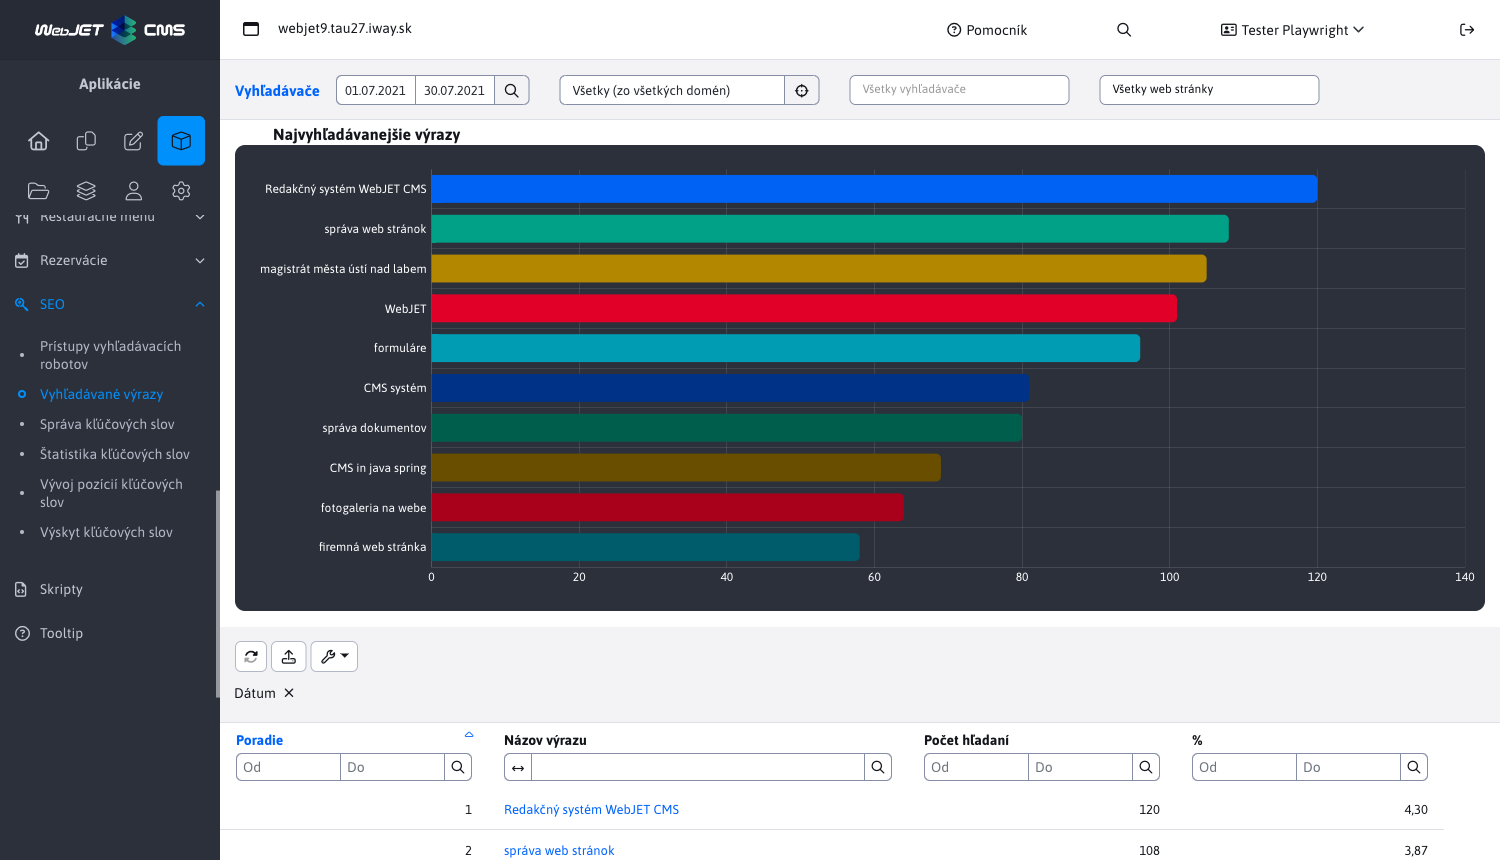 WebJET CMS
webjet9.tau27.iway.sk
Pomocník
Tester Playwright
Aplikácie
Reštauračné menu
Rezervácie
SEO
Prístupy vyhľadávacích
robotov
Vyhľadávané výrazy
Správa kľúčových slov
Štatistika kľúčových slov
Vývoj pozícií kľúčových
slov
Výskyt kľúčových slov
Skripty
Tooltip
Vyhľadávače
01.07.2021
30.07.2021
Všetky (zo všetkých domén)
Všetky vyhľadávače
Všetky web stránky
Najvyhľadávanejšie výrazy
Redakčný systém WebJET CMS
správa web stránok
magistrát města ústí nad labem
WebJET
formuláre
CMS systém
správa dokumentov
CMS in java spring
fotogaleria na webe
firemná web stránka
0 20 40 60 80 100 120 140
Dátum
Poradie Názov výrazu Počet hľadaní %
Od Do Od Do Od Do
1 Redakčný systém WebJET CMS 120 4,30
2 správa web stránok 108 3,87